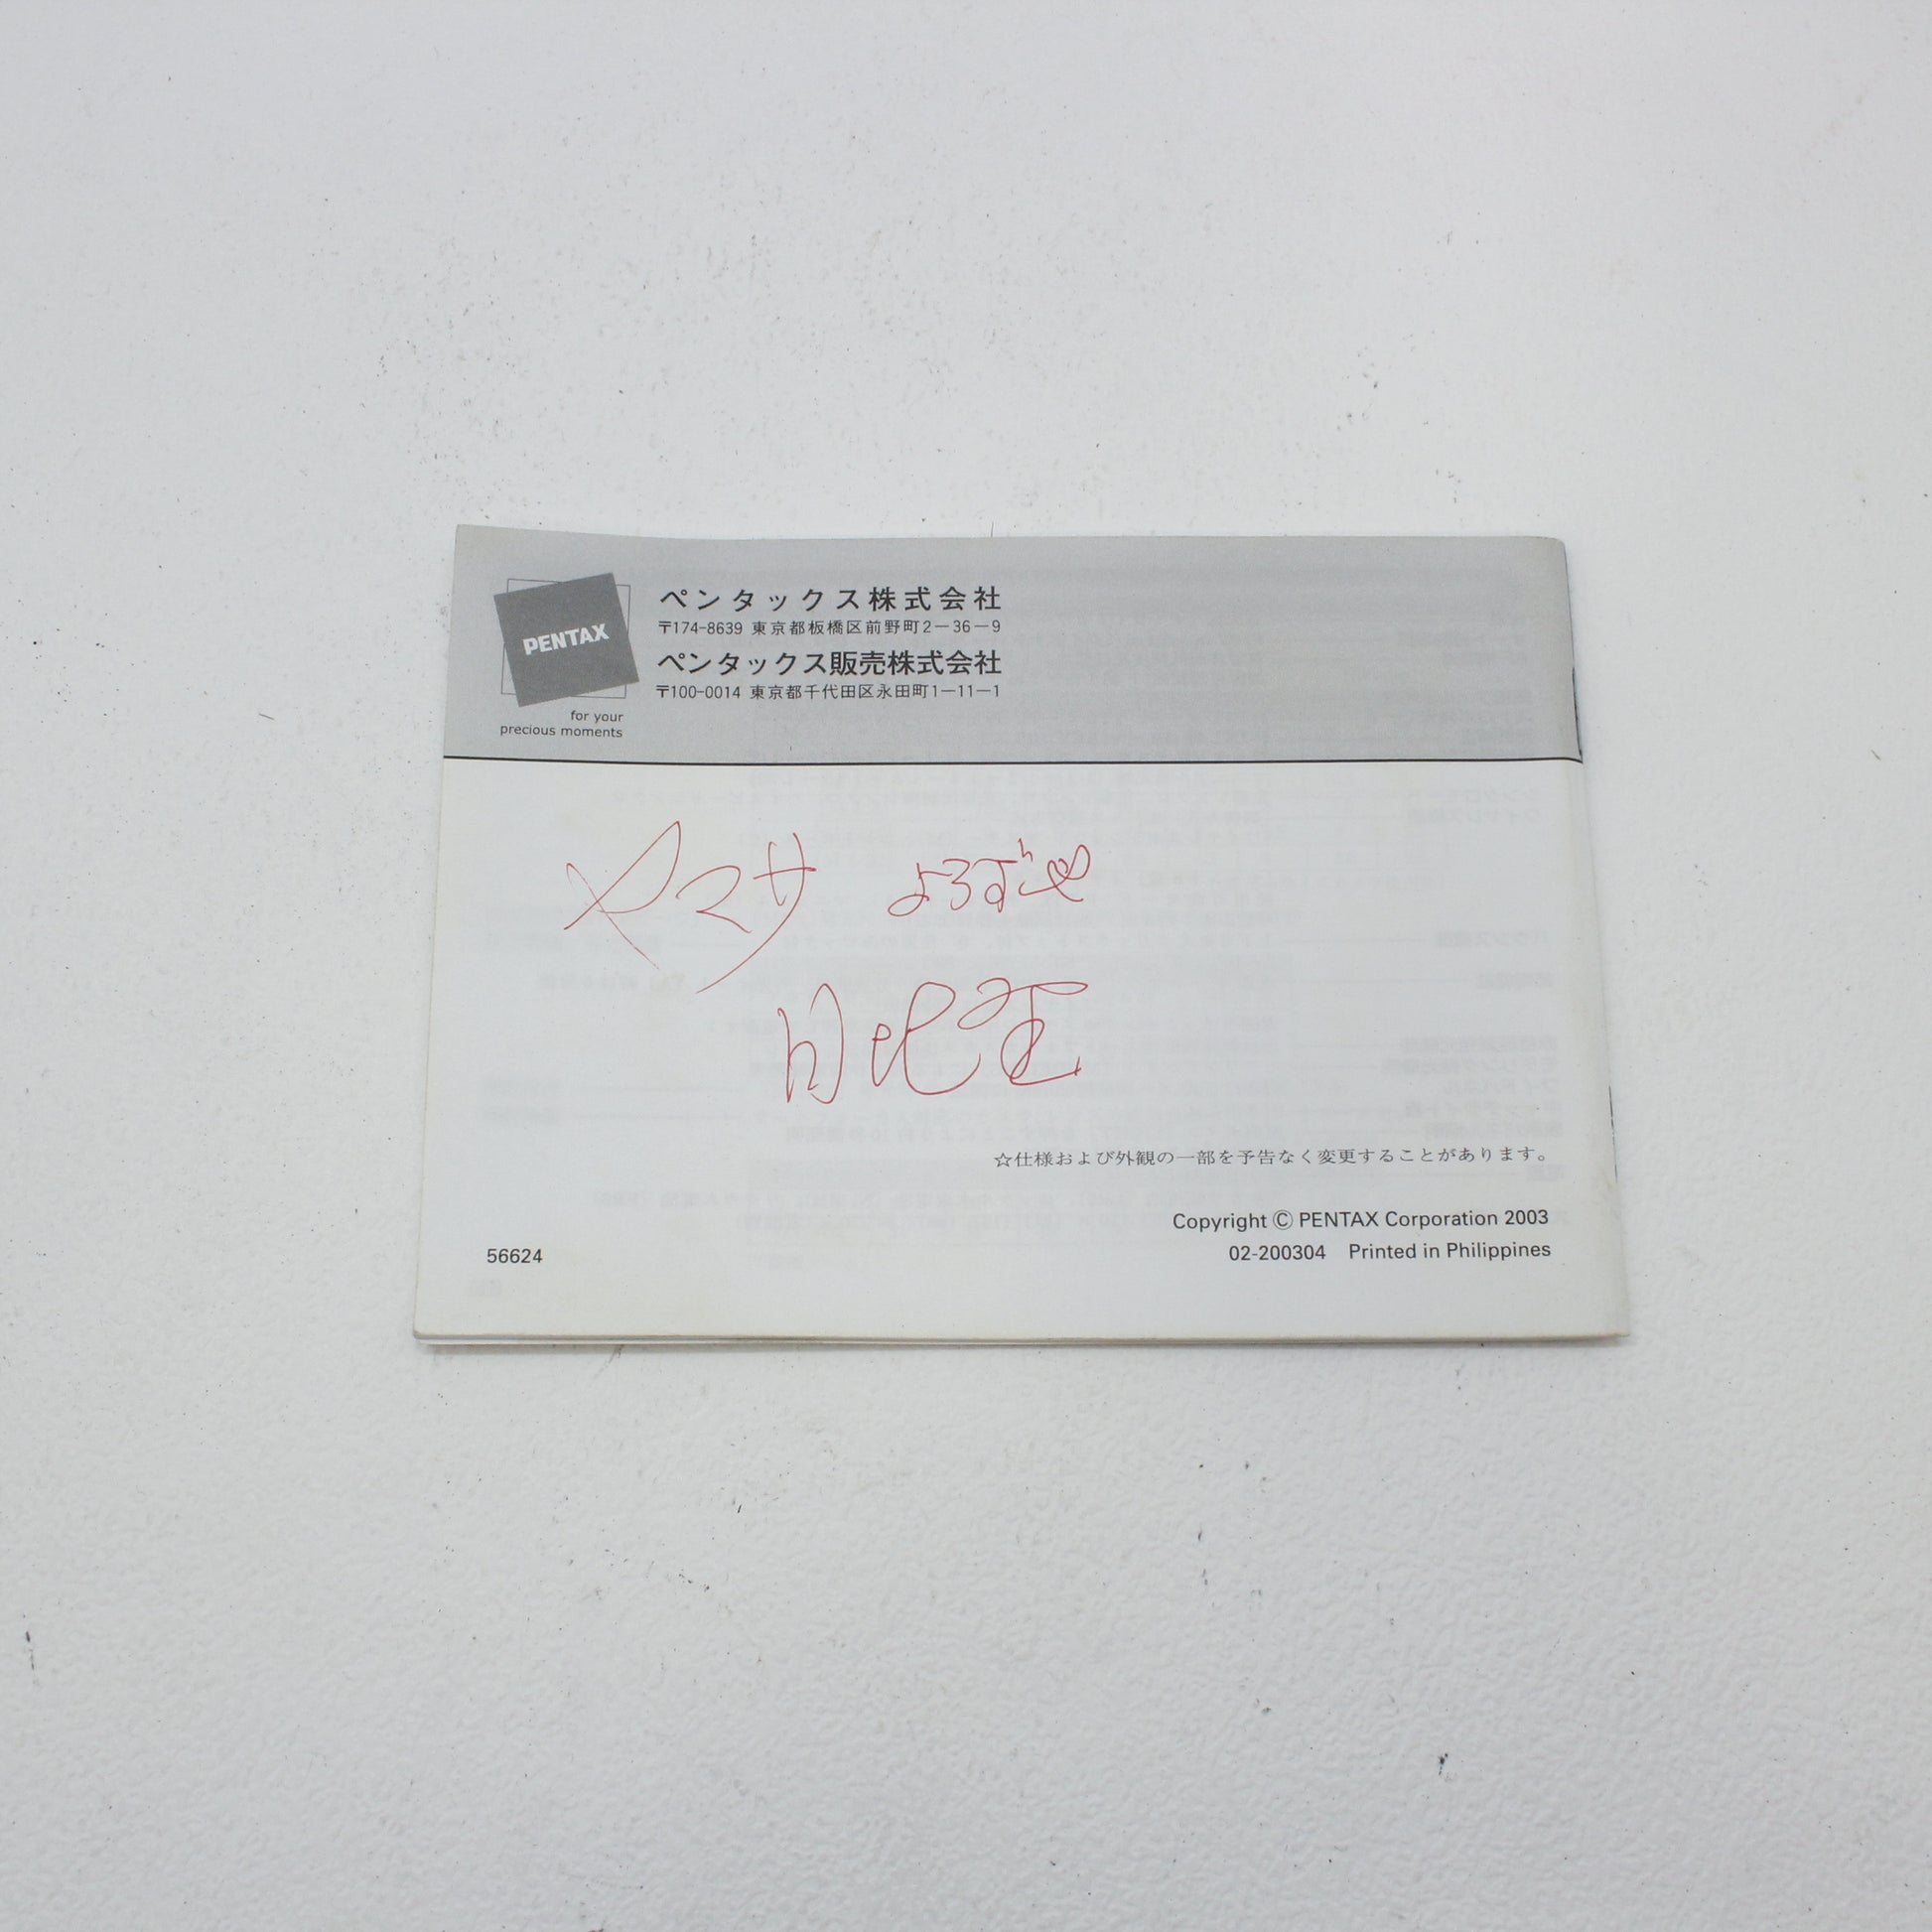 PENTAX
for your
precious moments
ペンタックス株式会社
〒174-8639 東京都板橋区前野町2－36－9
ペンタックス販売株式会社
〒100-0014 東京都千代田区永田町1－11－1
ヤマサ よろずや
☆仕様および外観の一部を予告なく変更することがあります。
Copyright © PENTAX Corporation 2003
02-200304 Printed in Philippines
56624